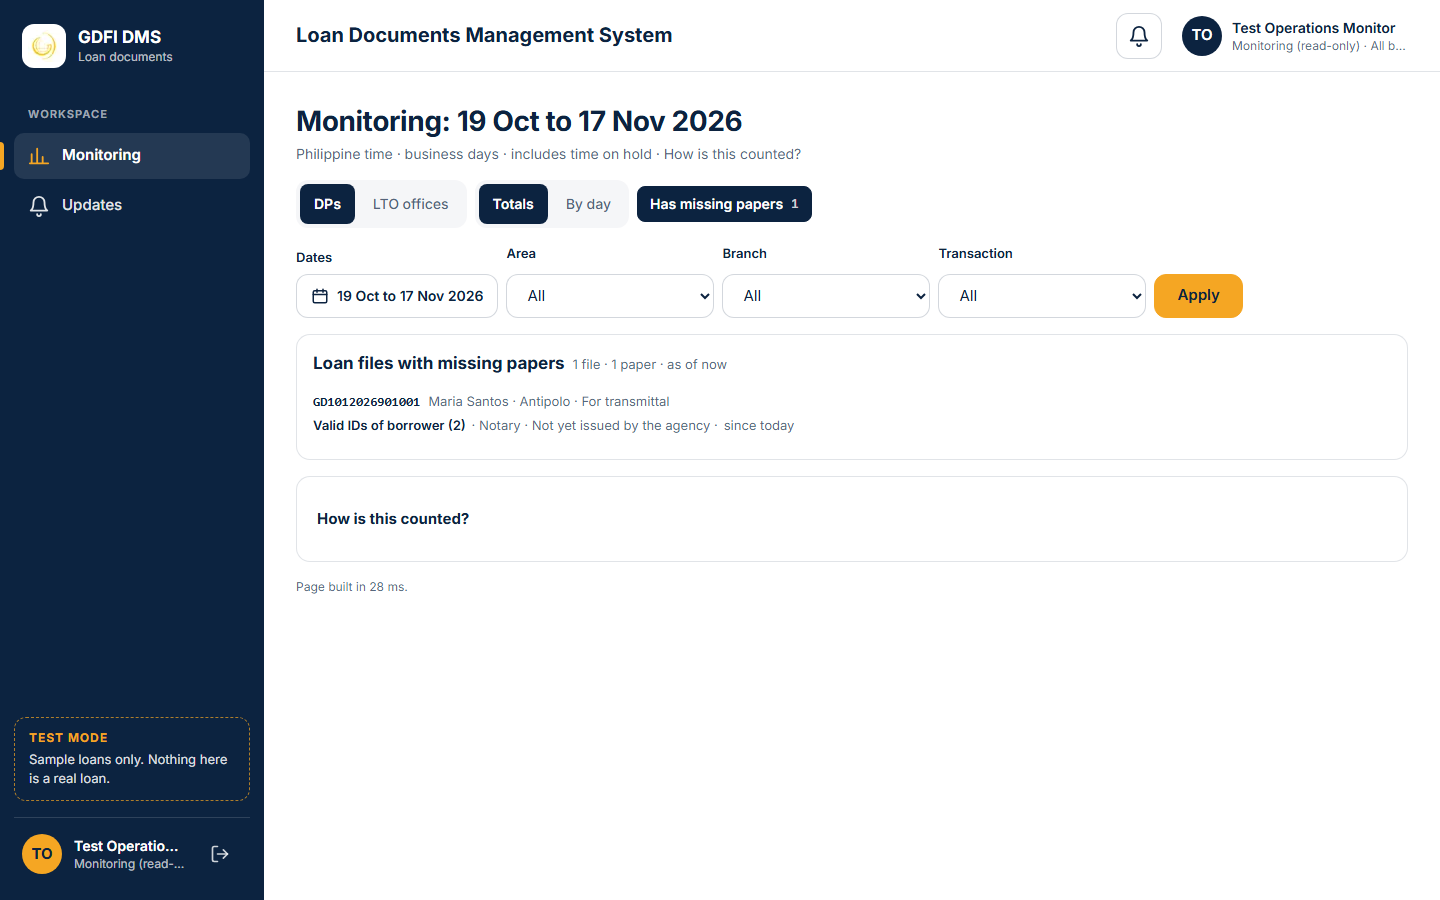 GDFI DMS
Loan documents
WORKSPACE
Monitoring
Updates
TEST MODE
Sample loans only. Nothing here
is a real loan.
TO
Test Operatio...
Monitoring (read-...
Loan Documents Management System
TO
Test Operations Monitor
Monitoring (read-only) · All b...
Monitoring: 19 Oct to 17 Nov 2026
Philippine time · business days · includes time on hold · How is this counted?
DPs LTO offices Totals By day Has missing papers 1
Dates Area Branch Transaction
19 Oct to 17 Nov 2026 All All All Apply
Loan files with missing papers 1 file · 1 paper · as of now
GD1012026901001 Maria Santos · Antipolo · For transmittal
Valid IDs of borrower (2) · Notary · Not yet issued by the agency · since today
How is this counted?
Page built in 28 ms.